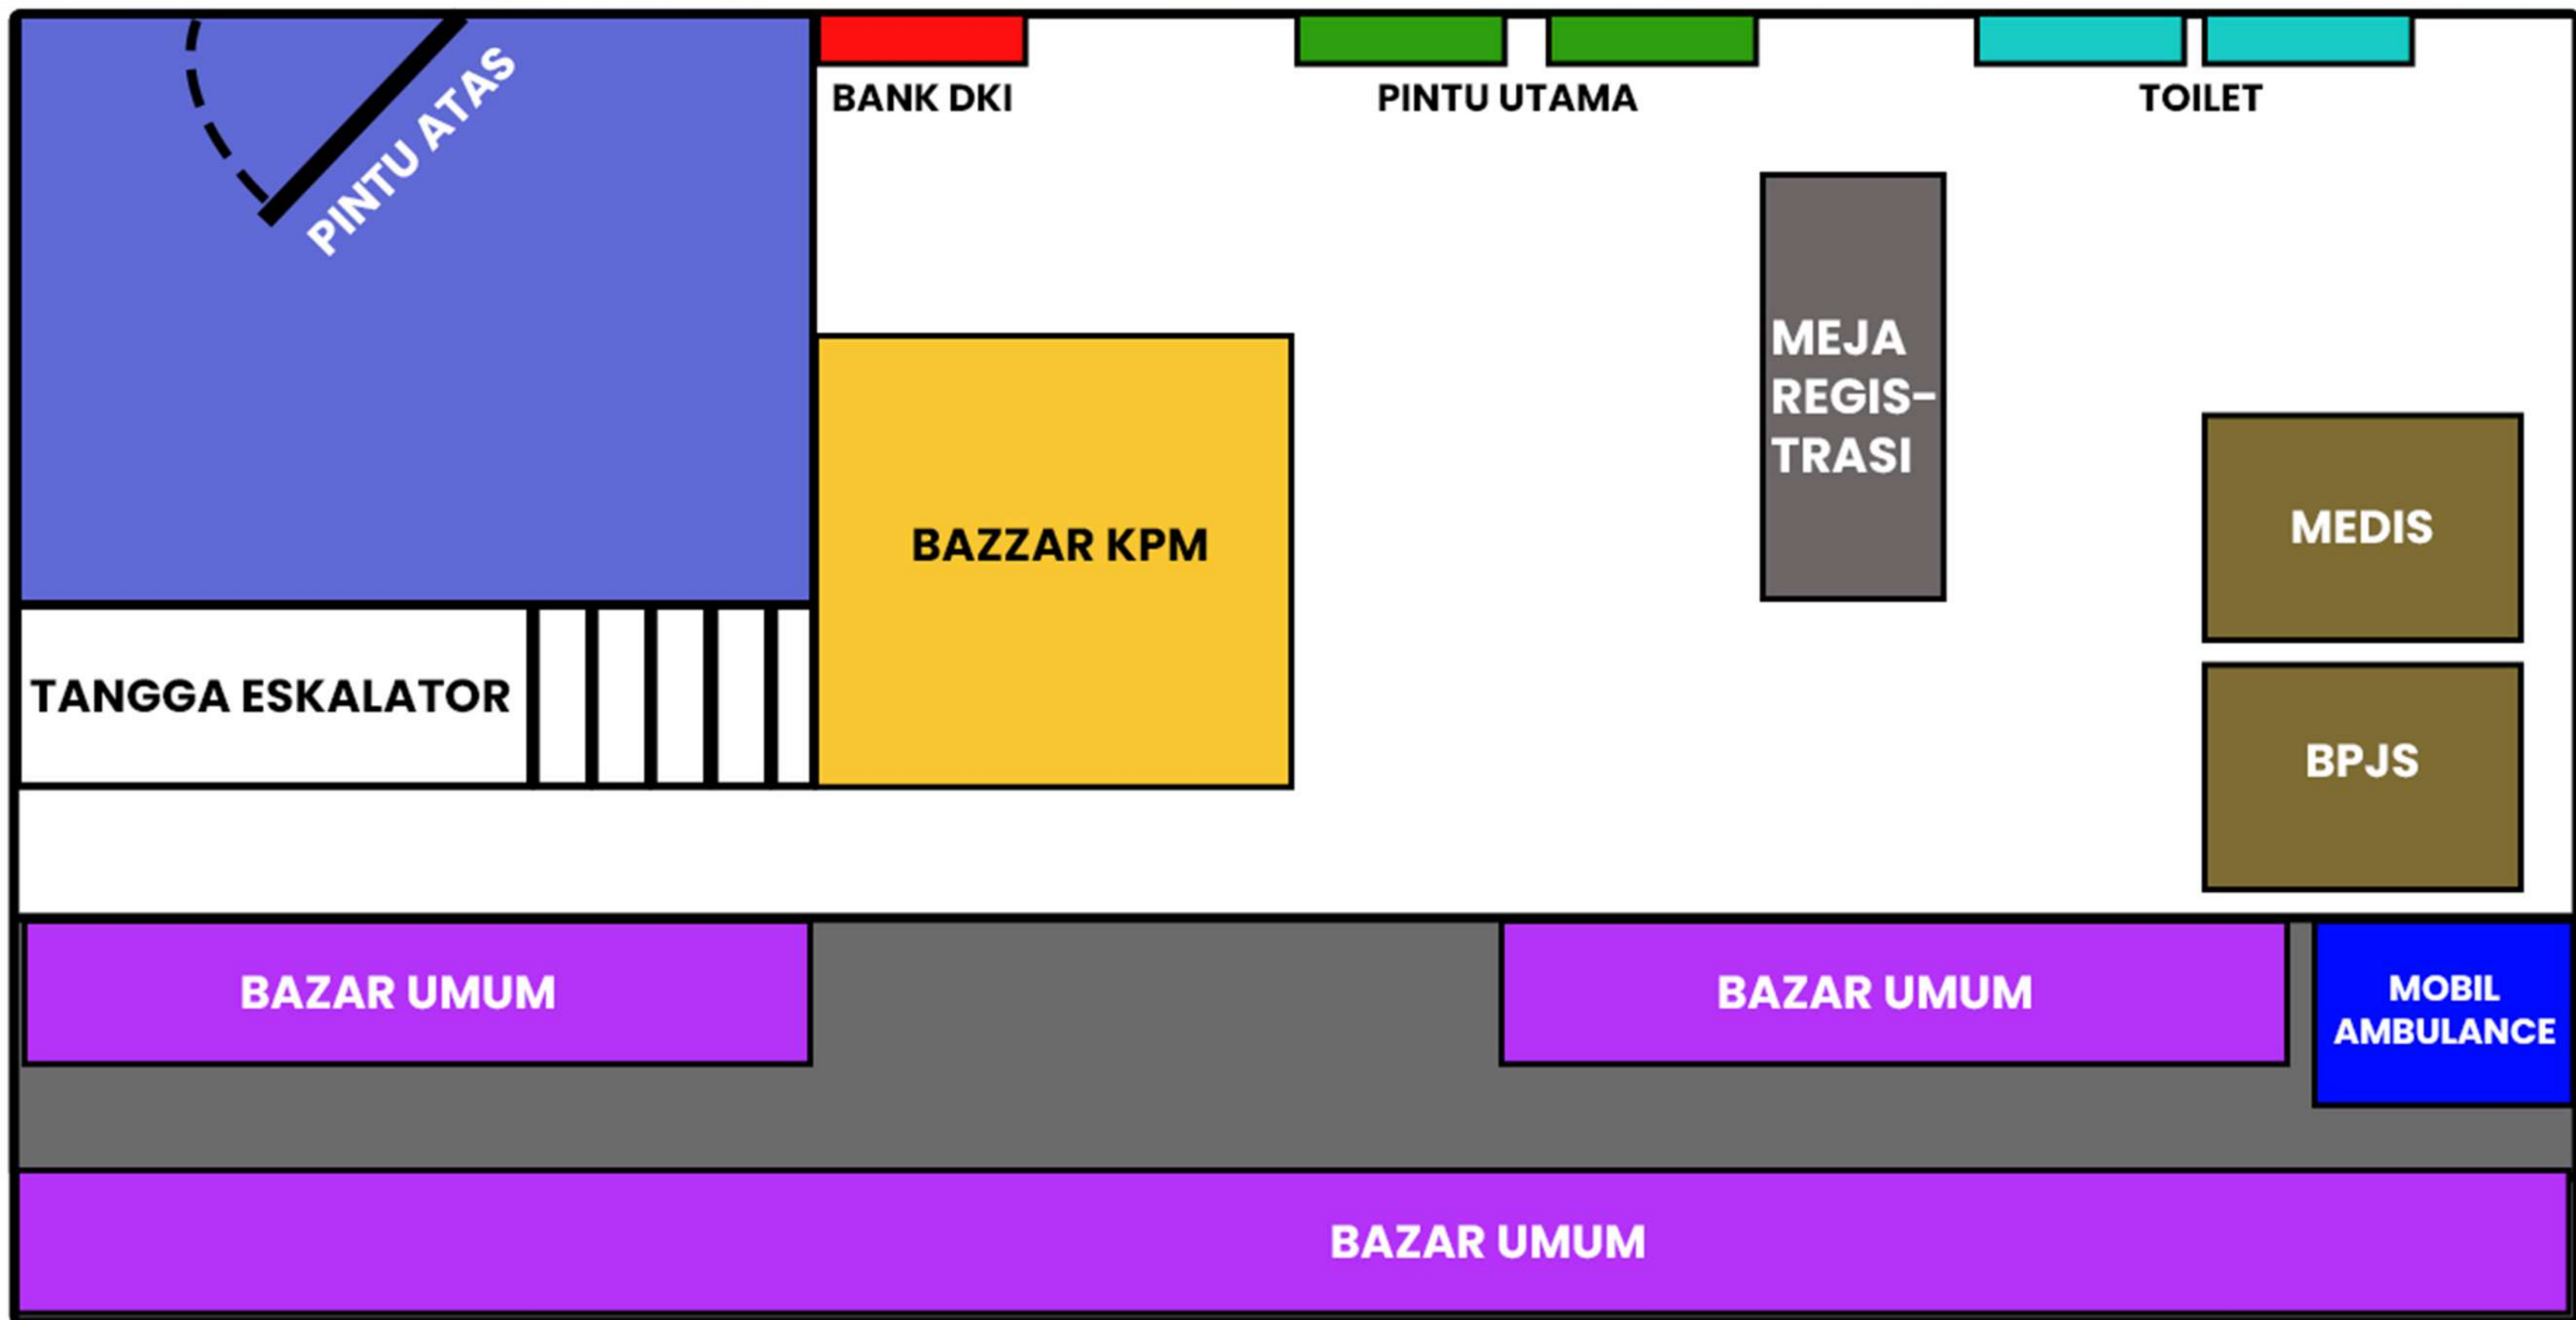 PINTU ATAS
BANK DKI
PINTU UTAMA
TOILET
MEJA
REGIS-
TRASI
BAZZAR KPM
MEDIS
TANGGA ESKALATOR
BPJS
BAZAR UMUM
BAZAR UMUM
MOBIL
AMBULANCE
BAZAR UMUM